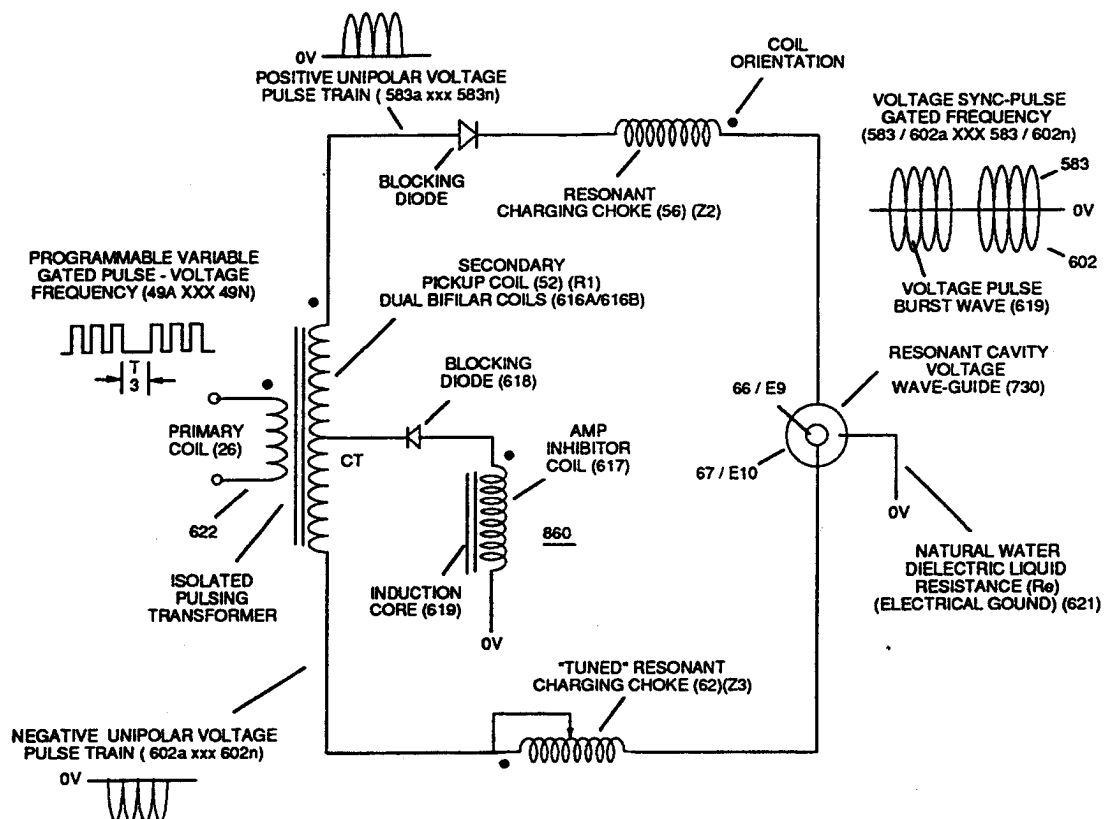 0V
POSITIVE UNIPOLAR VOLTAGE
PULSE TRAIN ( 583a xxx 583n)
COIL
ORIENTATION
VOLTAGE SYNC-PULSE
GATED FREQUENCY
(583 / 602a XXX 583 / 602n)
583
0V
602
VOLTAGE PULSE
BURST WAVE (619)
BLOCKING
DIODE
RESONANT
CHARGING CHOKE (56) (Z2)
PROGRAMMABLE VARIABLE
GATED PULSE - VOLTAGE
FREQUENCY (49A XXX 49N)
T
3
SECONDARY
PICKUP COIL (52) (R1)
DUAL BIFILAR COILS (616A/616B)
BLOCKING
DIODE (618)
RESONANT CAVITY
VOLTAGE
WAVE-GUIDE (730)
66 / E9
67 / E10
0V
PRIMARY
COIL (26)
CT
AMP
INHIBITOR
COIL (617)
622
860
ISOLATED
PULSING
TRANSFORMER
INDUCTION
CORE (619)
0V
NATURAL WATER
DIELECTRIC LIQUID
RESISTANCE (Re)
(ELECTRICAL GOUND) (621)
"TUNED" RESONANT
CHARGING CHOKE (62)(Z3)
NEGATIVE UNIPOLAR VOLTAGE
PULSE TRAIN ( 602a xxx 602n)
0V